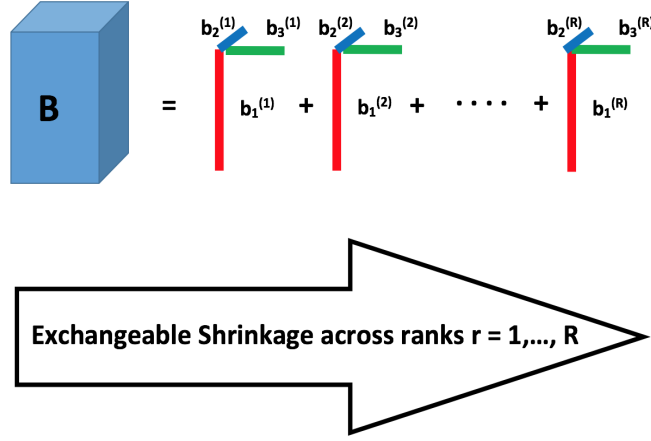 b₂⁽¹⁾ b₃⁽¹⁾ b₂⁽²⁾ b₃⁽²⁾ b₂⁽ᴿ⁾ b₃⁽ᴿ⁾
B = b₁⁽¹⁾ + b₁⁽²⁾ + · · · · + b₁⁽ᴿ⁾
Exchangeable Shrinkage across ranks r = 1,..., R